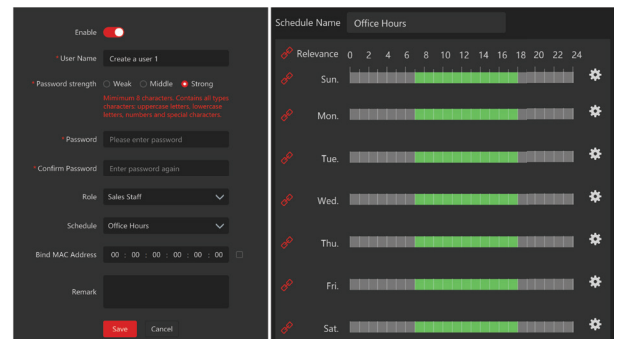 Enable
* User Name Create a user 1
* Password strength Weak Middle Strong
Mimimum 8 characters. Contains all types
characters: uppercase letters, lowercase
letters, numbers and special characters.
* Password Please enter password
* Confirm Password Enter password again
Role Sales Staff
Schedule Office Hours
Bind MAC Address 00 : 00 : 00 : 00 : 00 : 00
Remark
Save Cancel
Schedule Name Office Hours
Relevance 0 2 4 6 8 10 12 14 16 18 20 22 24
Sun.
Mon.
Tue.
Wed.
Thu.
Fri.
Sat.